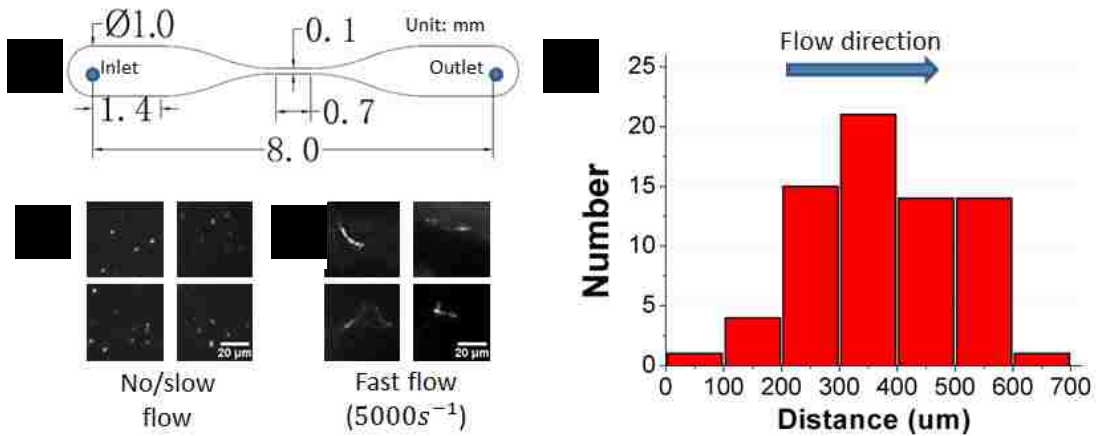 Ø1.0
0.1
Unit: mm
Inlet
Outlet
1.4
0.7
8.0
20 μm
20 μm
No/slow
flow
Fast flow
(5000s⁻¹)
Flow direction
Number
25
20
15
10
5
0
0 100 200 300 400 500 600 700
Distance (um)